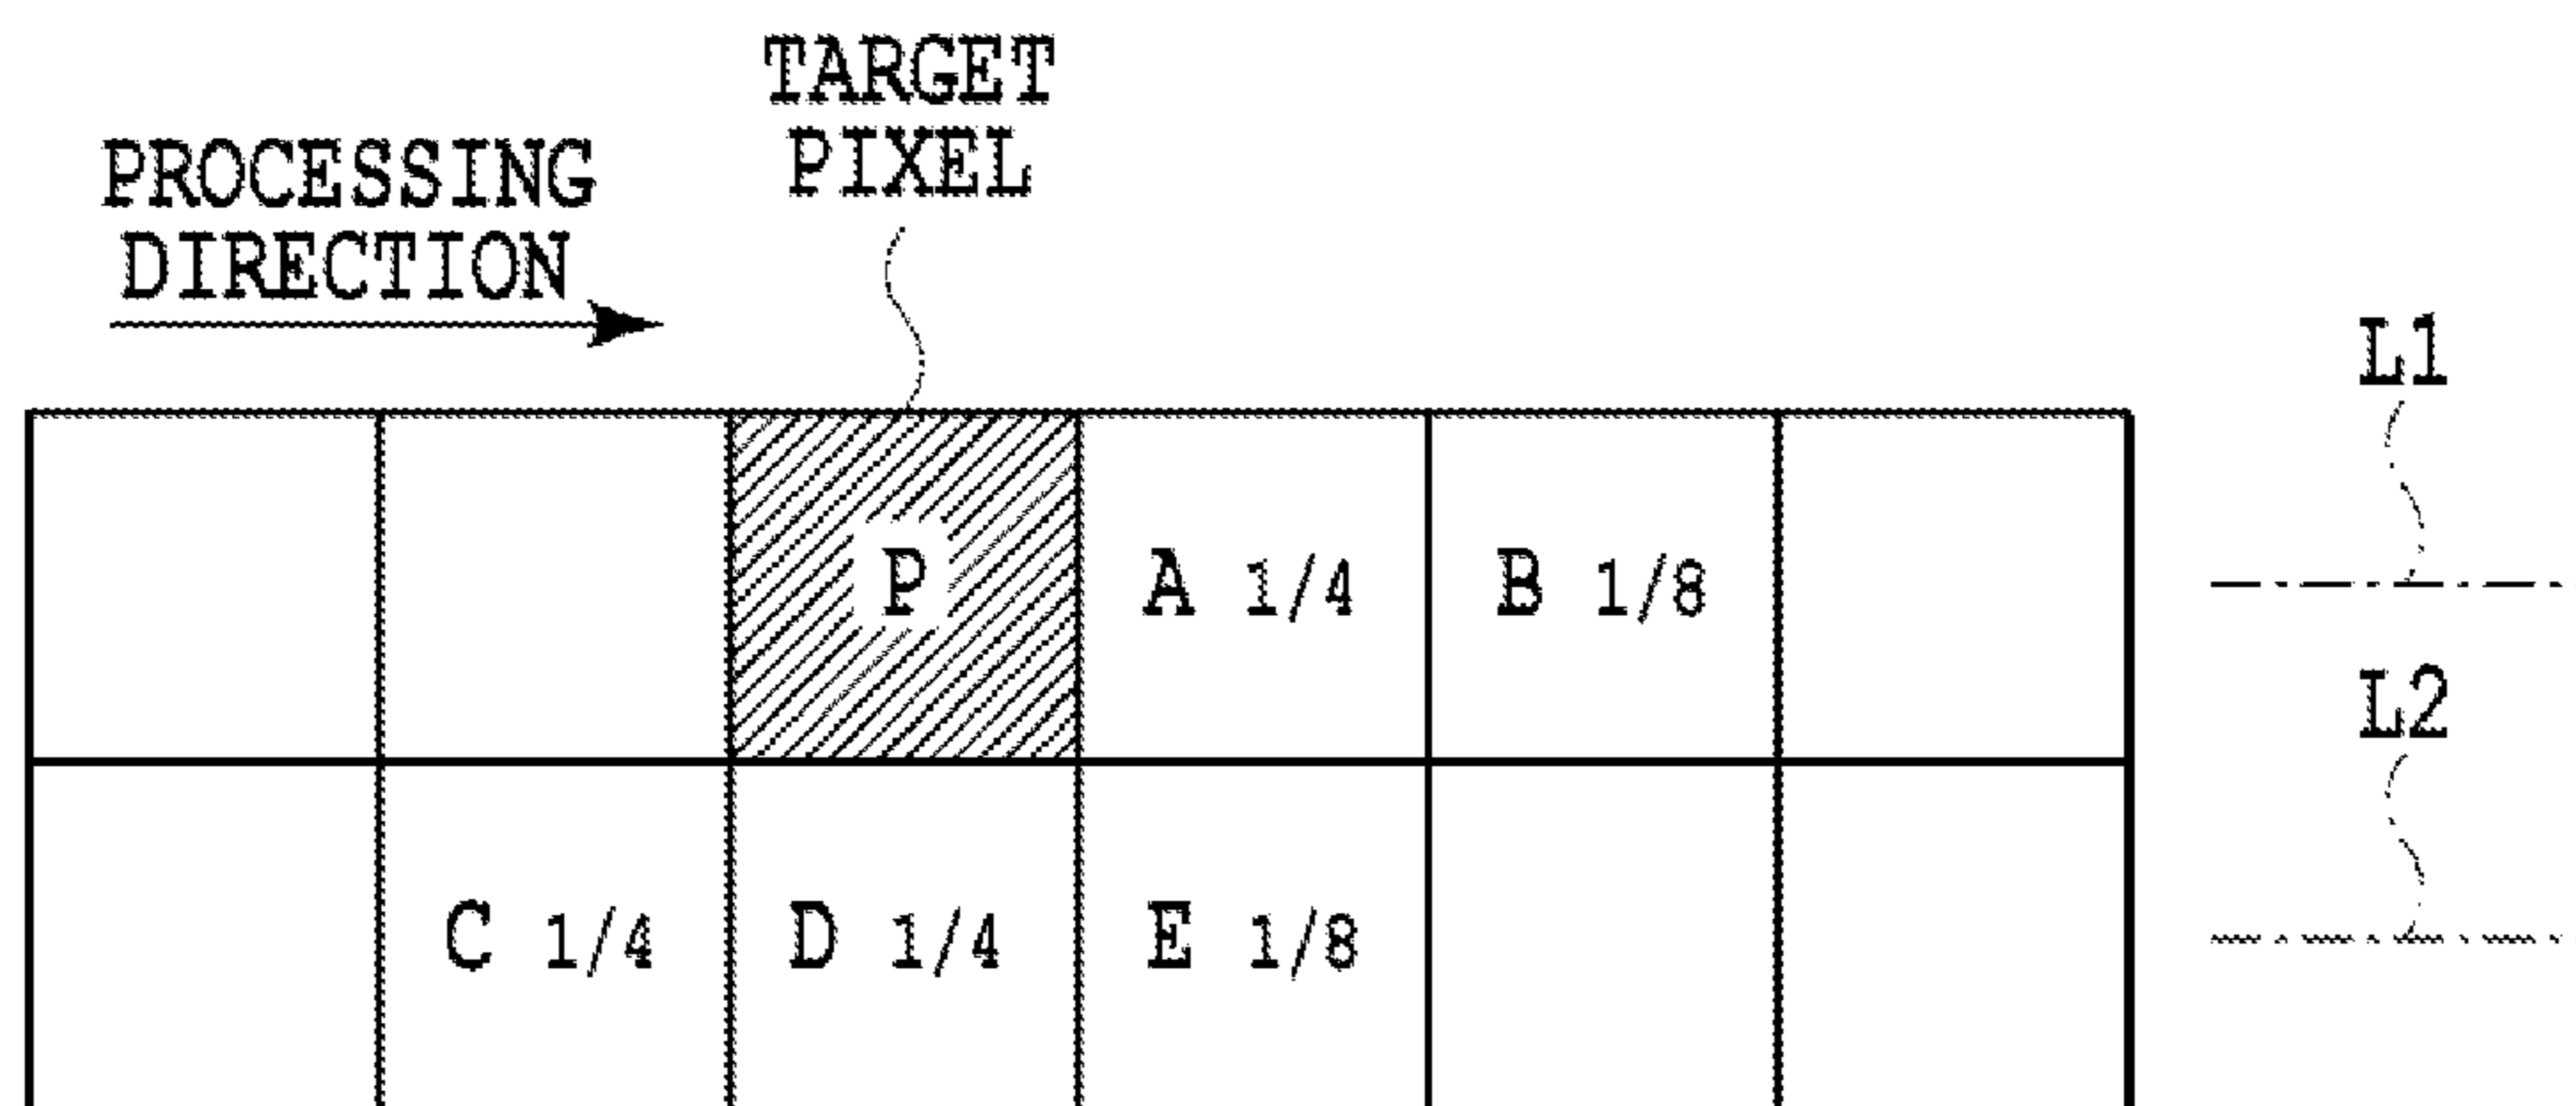 TARGET
PIXEL
PROCESSING
DIRECTION
L1
P A 1/4 B 1/8
L2
C 1/4 D 1/4 E 1/8